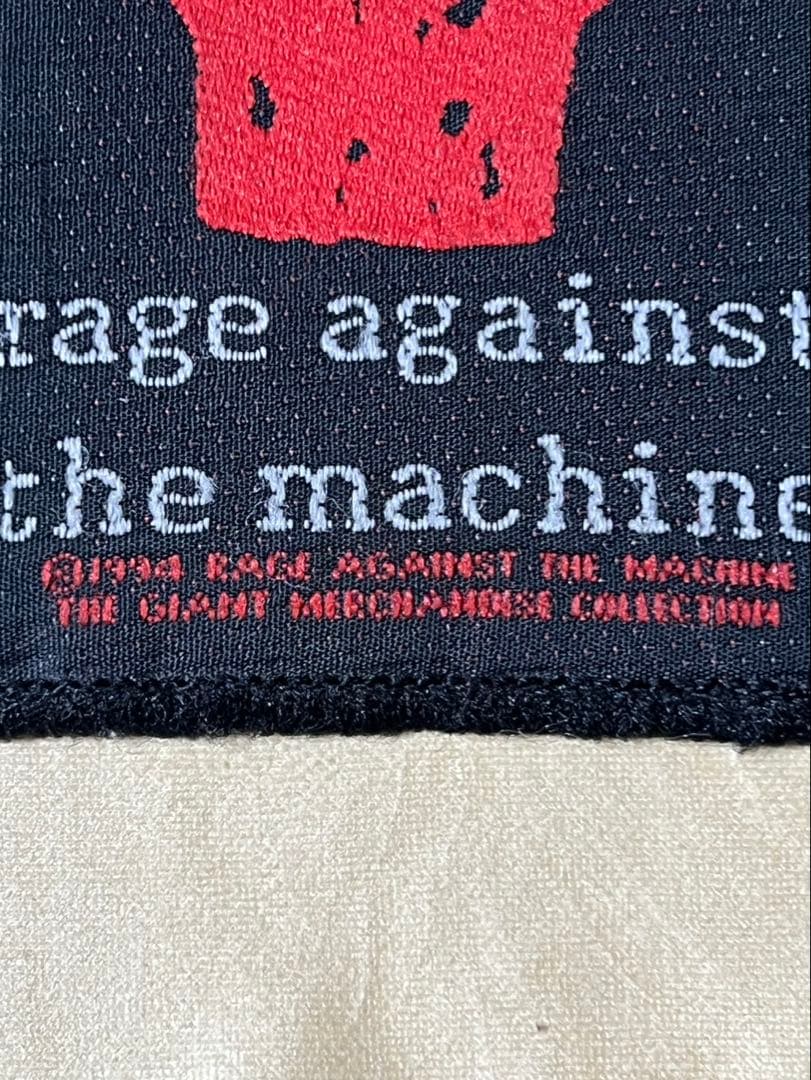 rage against
the machine
©1994 RAGE AGAINST THE MACHINE
THE GIANT MERCHANDISE COLLECTION